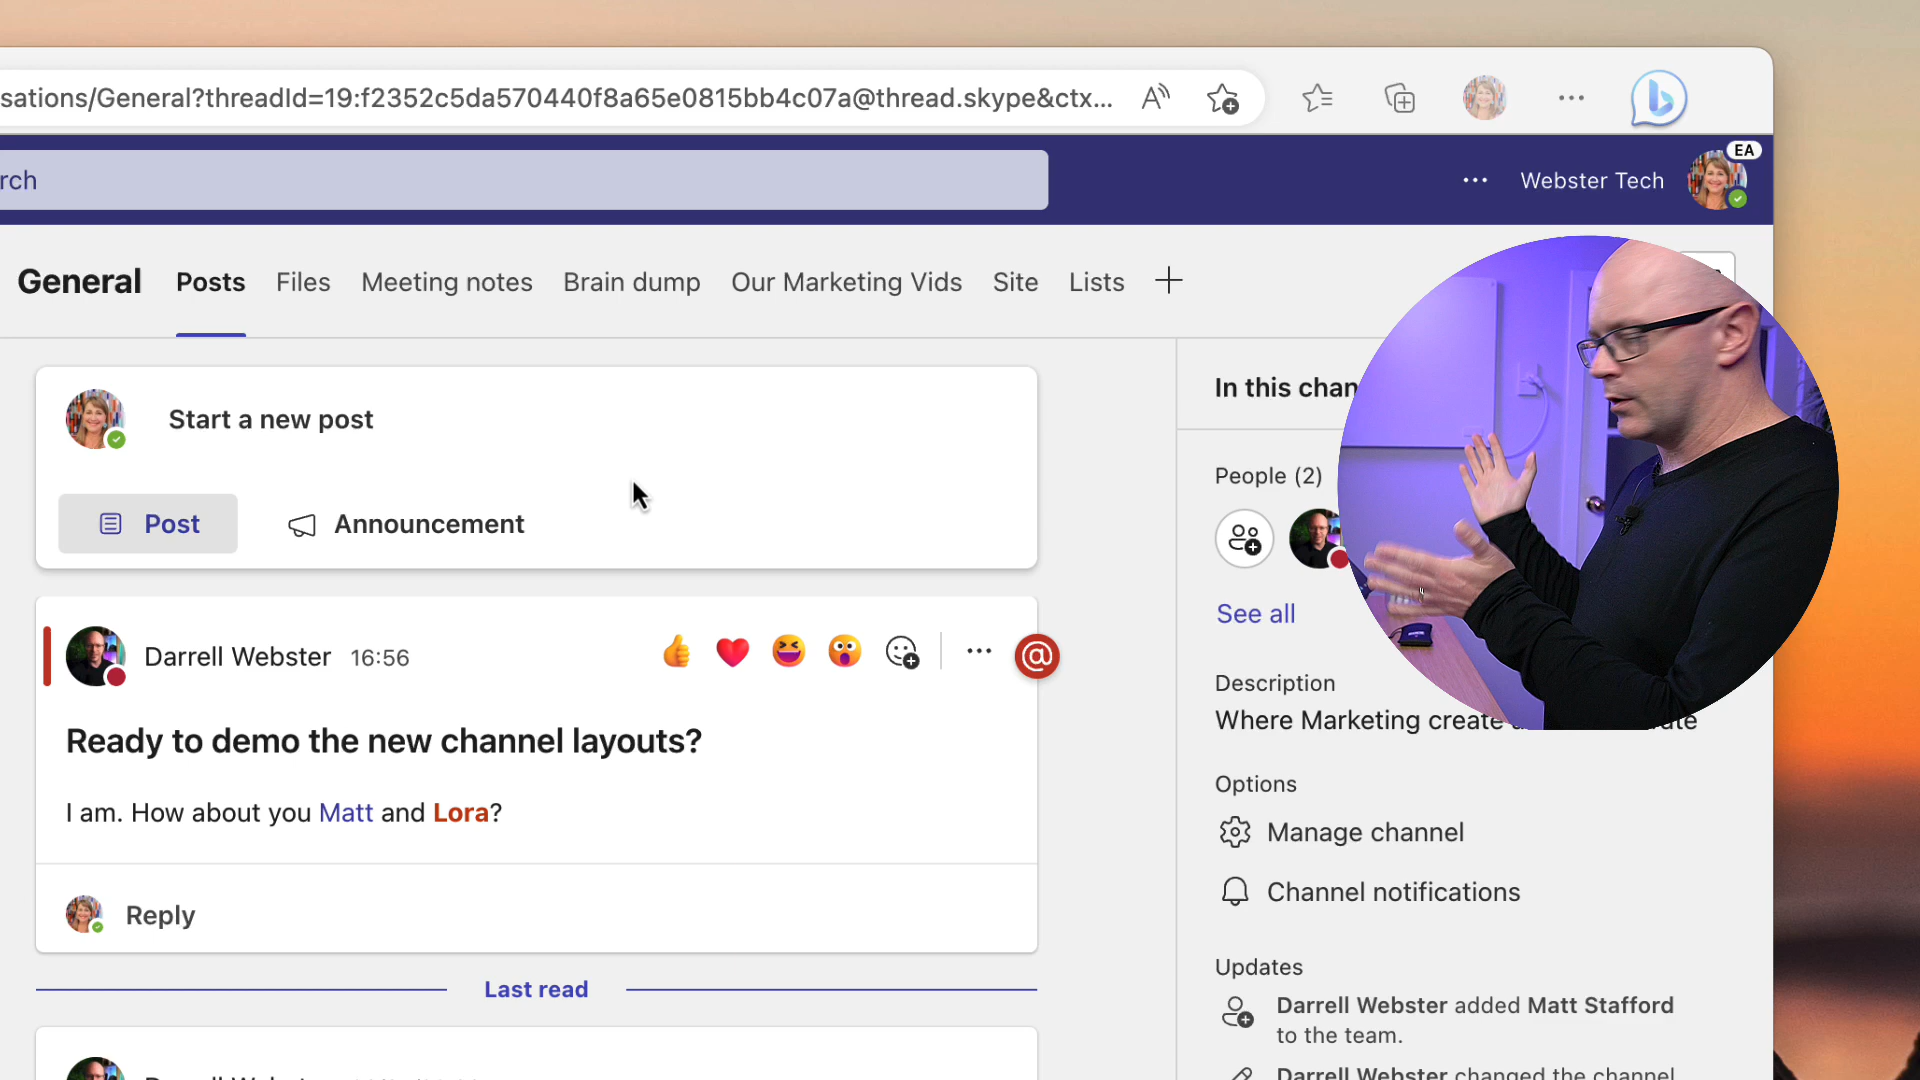 sations/General?threadId=19:f2352c5da570440f8a65e0815bb4c07a@thread.skype&ctx...
rch
Webster Tech
EA
General Posts Files Meeting notes Brain dump Our Marketing Vids Site Lists
Start a new post
Post Announcement
Darrell Webster 16:56
@
Ready to demo the new channel layouts?
I am. How about you Matt and Lora?
Reply
Last read
In this chan
People (2)
See all
Description
Where Marketing create
Options
Manage channel
Channel notifications
Updates
Darrell Webster added Matt Stafford
to the team.
Darrell Webster changed the channel